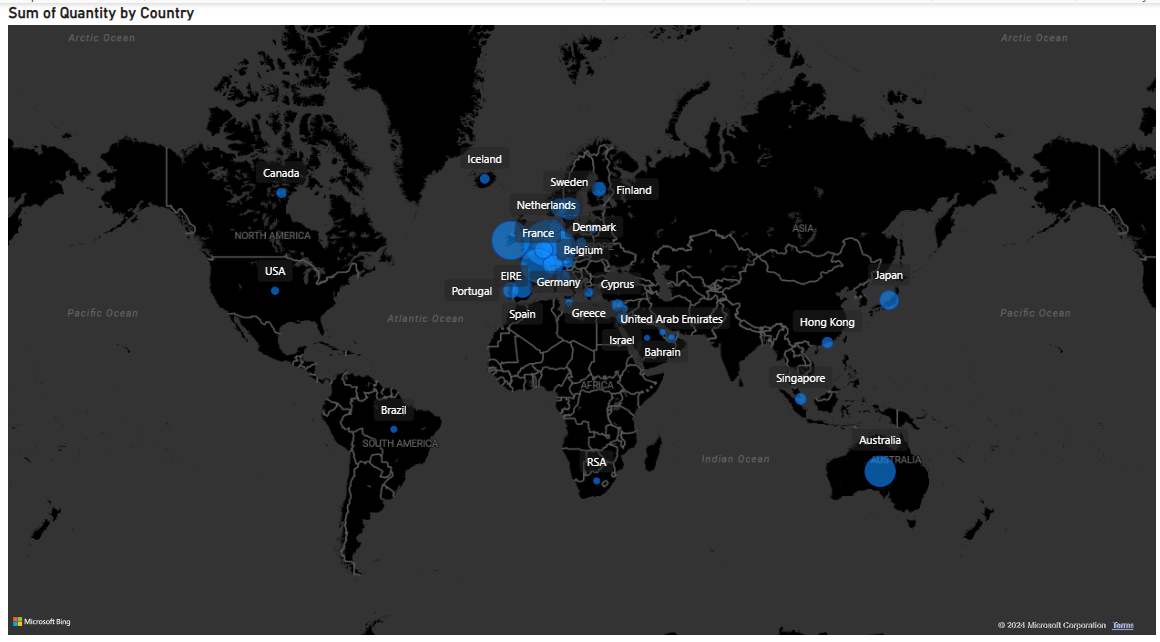 Sum of Quantity by Country
Arctic Ocean
Arctic Ocean
Iceland
Canada
Sweden
Finland
Netherlands
Denmark
France
ASIA
NORTH AMERICA
Belgium
USA
EIRE
Germany
Cyprus
Japan
Portugal
Pacific Ocean
Atlantic Ocean
Spain
Greece
United Arab Emirates
Hong Kong
Pacific Ocean
Israel
Bahrain
Singapore
AFRICA
Brazil
SOUTH AMERICA
Australia
AUSTRALIA
Indian Ocean
RSA
Microsoft Bing
© 2024 Microsoft Corporation Terms